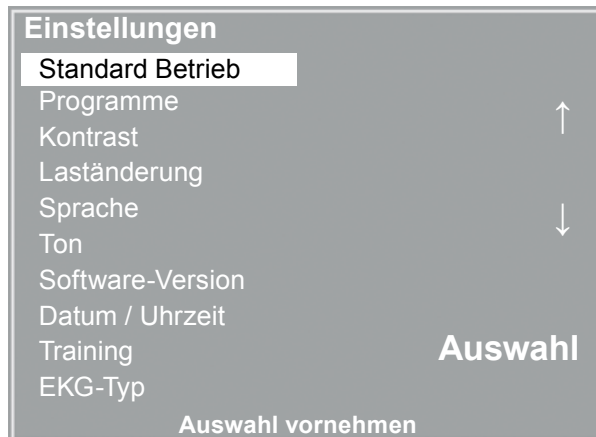 Einstellungen
Standard Betrieb
Programme
↑
Kontrast
Laständerung
Sprache
↓
Ton
Software-Version
Datum / Uhrzeit
Training
Auswahl
EKG-Typ
Auswahl vornehmen